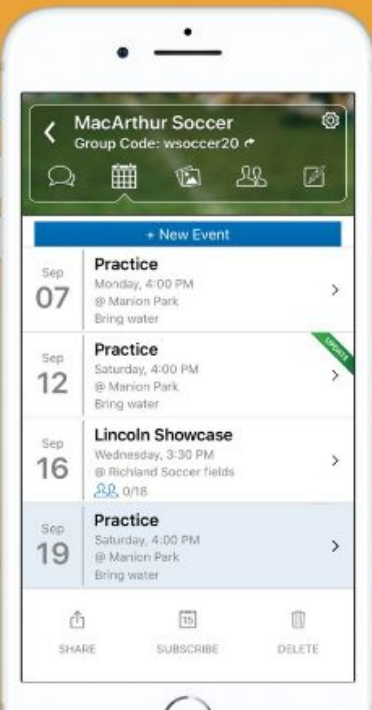 MacArthur Soccer
Group Code: wsoccer20
+ New Event
Sep
07
Practice
Monday, 4:00 PM
@ Manion Park
Bring water
Sep
12
Practice
Saturday, 4:00 PM
@ Manion Park
Bring water
UPDATE
Sep
16
Lincoln Showcase
Wednesday, 3:30 PM
@ Richland Soccer fields
0/18
Sep
19
Practice
Saturday, 4:00 PM
@ Manion Park
Bring water
15
SHARE
SUBSCRIBE
DELETE